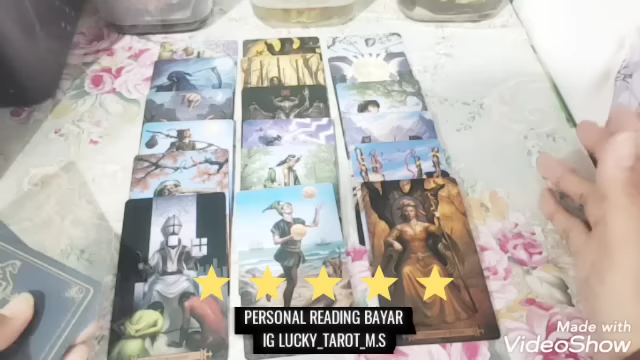 PERSONAL READING BAYAR
IG LUCKY_TAROT_M.S
Made with
VideoShow